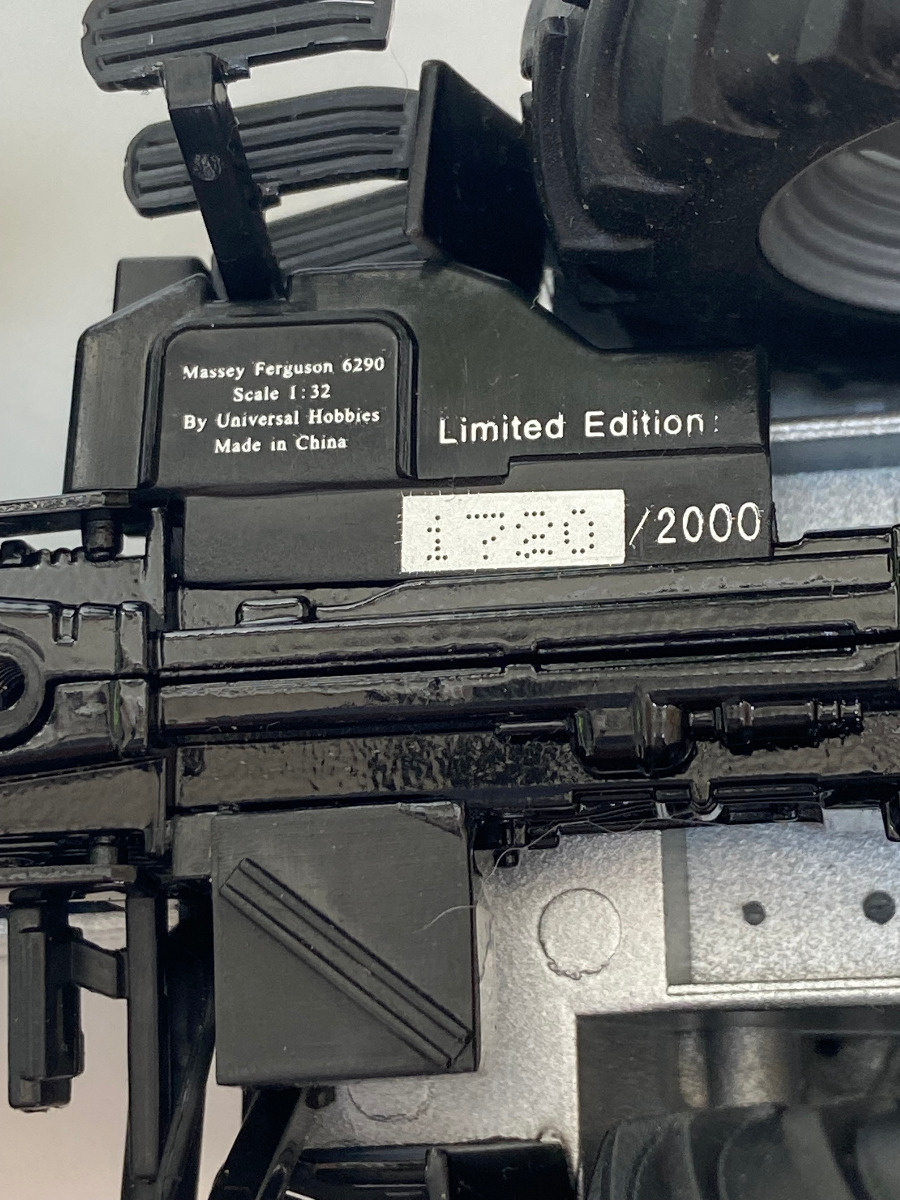 Massey Ferguson 6290
Scale 1:32
By Universal Hobbies
Made in China
Limited Edition:
1720/2000